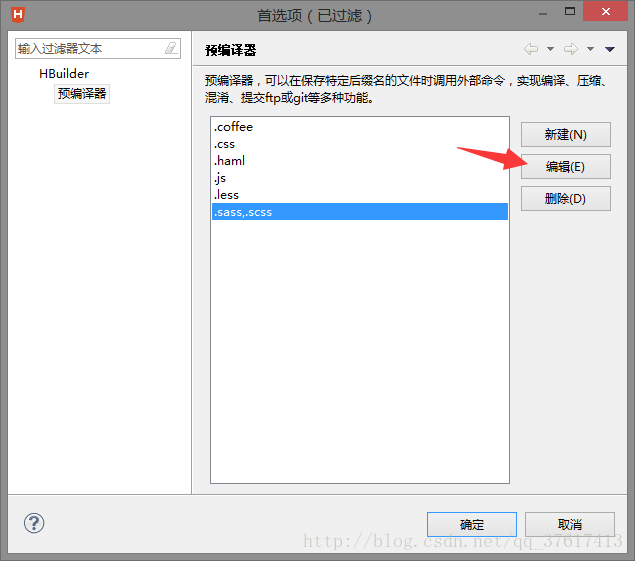 首选项（已过滤）
输入过滤器文本
HBuilder
预编译器
预编译器
预编译器，可以在保存特定后缀名的文件时调用外部命令，实现编译、压缩、
混淆、提交ftp或git等多种功能。
.coffee
.css
.haml
.js
.less
.sass,.scss
新建(N)
编辑(E)
删除(D)
确定
取消
http://blog.csdn.net/qq_37617413